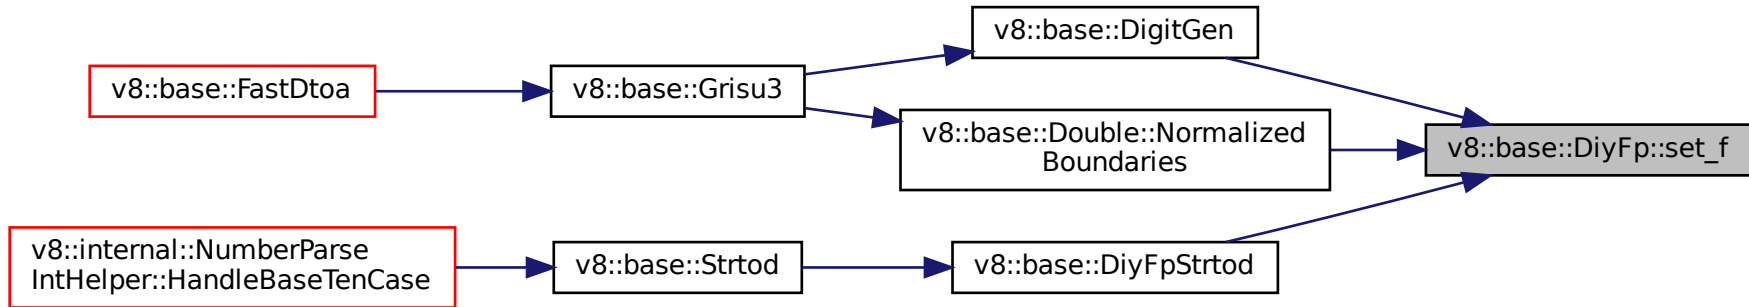 v8::base::DigitGen
v8::base::FastDtoa
v8::base::Grisu3
v8::base::Double::Normalized
Boundaries
v8::base::DiyFp::set_f
v8::internal::NumberParse
IntHelper::HandleBaseTenCase
v8::base::Strtod
v8::base::DiyFpStrtod